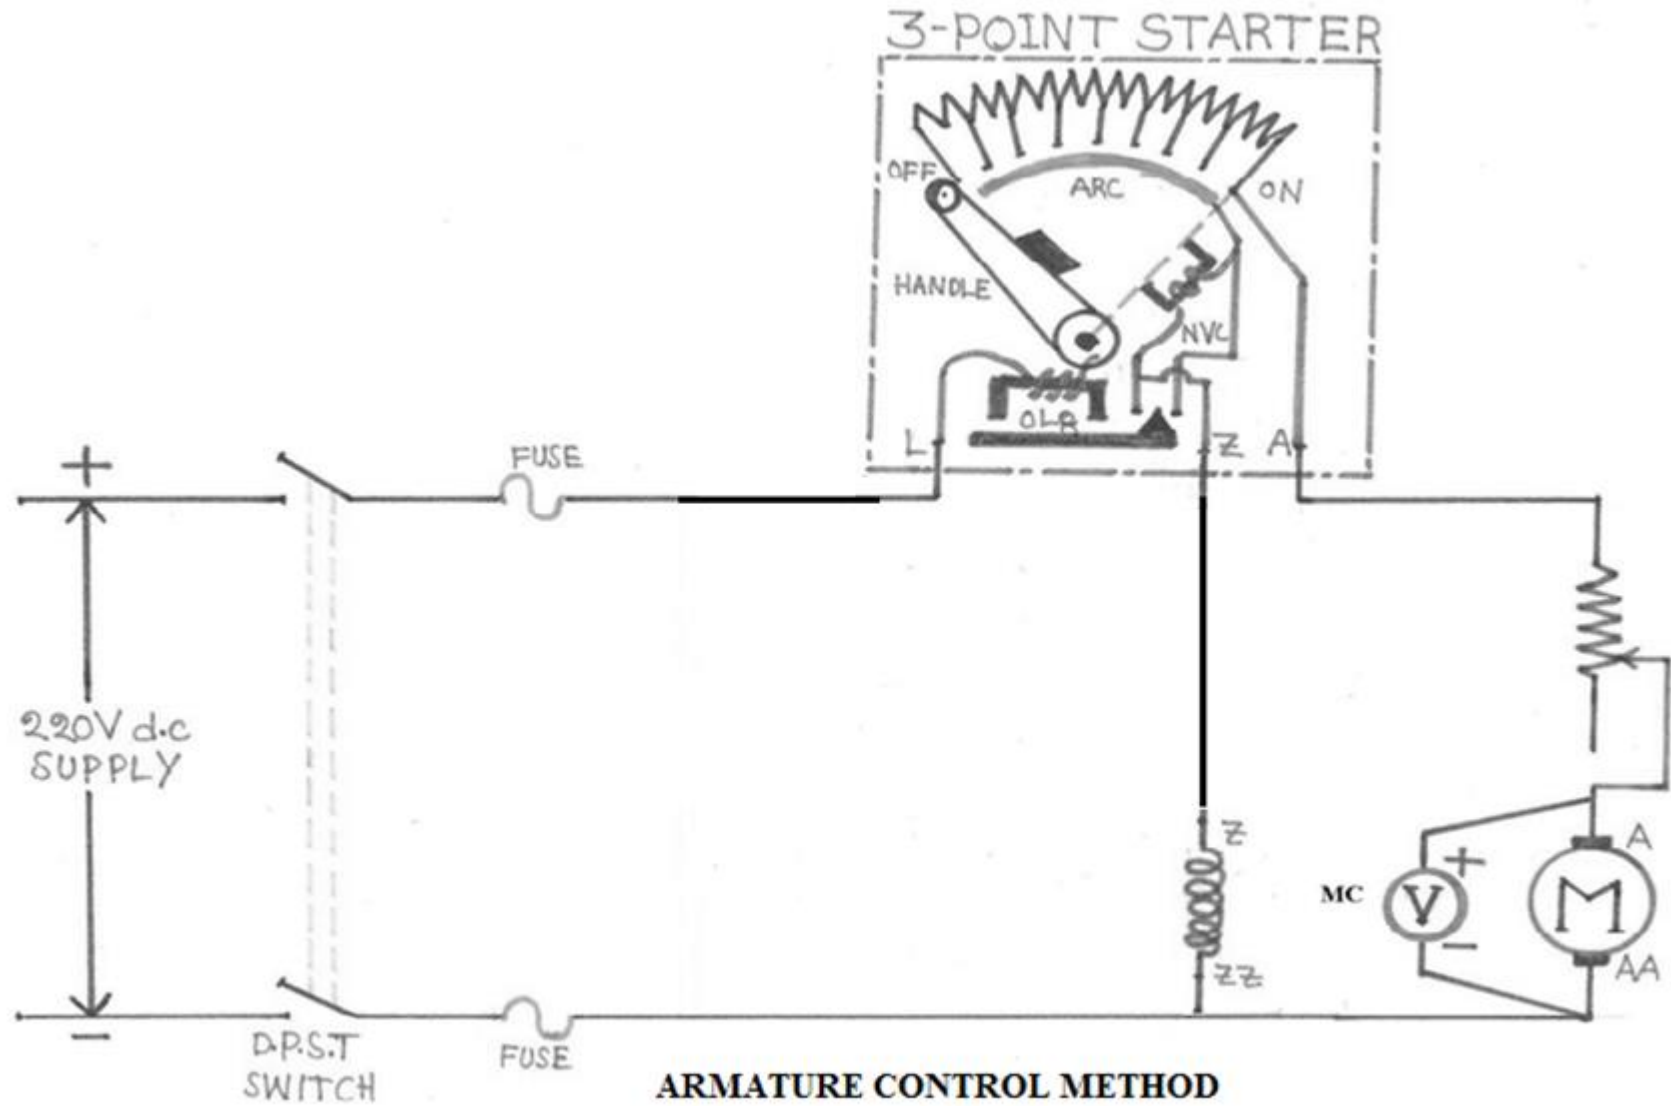 3-POINT STARTER
OFF
ARC
ON
HANDLE
NVC
OLR
L
Z
A
+
FUSE
220V d.c
SUPPLY
Z
A
MC
V
+
M
-
ZZ
AA
-
D.P.S.T
SWITCH
FUSE
ARMATURE CONTROL METHOD